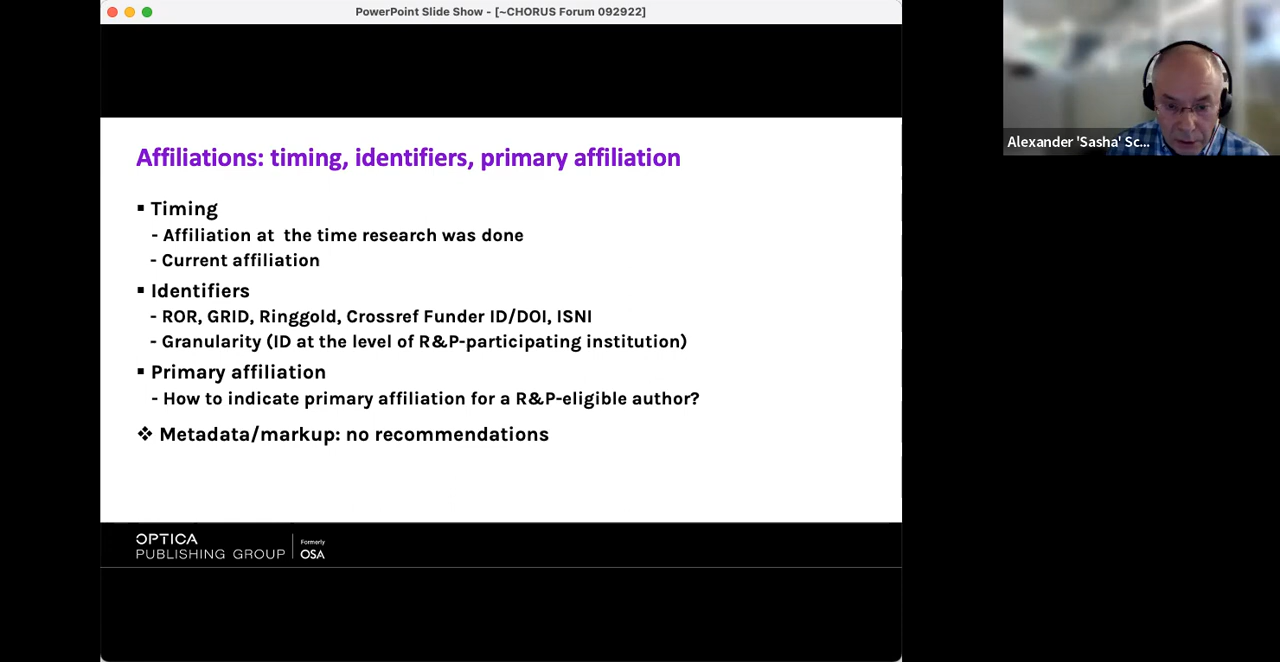 PowerPoint Slide Show - [~CHORUS Forum 092922]
Affiliations: timing, identifiers, primary affiliation
▪ Timing
- Affiliation at  the time research was done
- Current affiliation
▪ Identifiers
- ROR, GRID, Ringgold, Crossref Funder ID/DOI, ISNI
- Granularity (ID at the level of R&P-participating institution)
▪ Primary affiliation
- How to indicate primary affiliation for a R&P-eligible author?
❖ Metadata/markup: no recommendations
OPTICA
PUBLISHING GROUP
Formerly
OSA
Alexander 'Sasha' Sc...